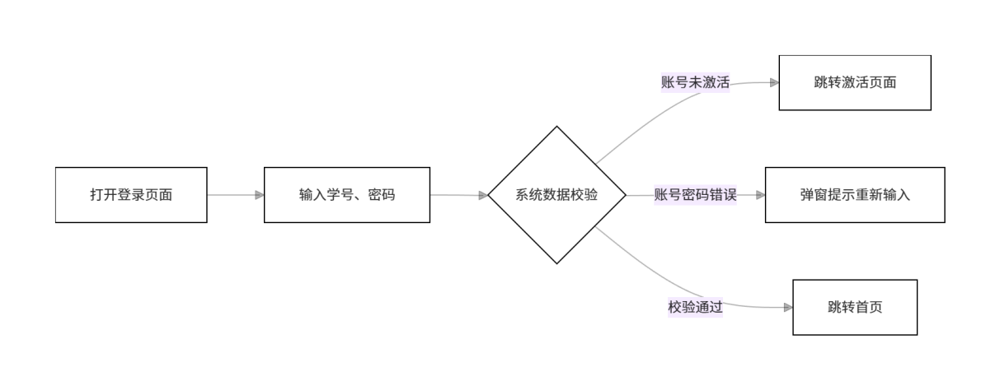 打开登录页面
输入学号、密码
系统数据校验
账号未激活
跳转激活页面
账号密码错误
弹窗提示重新输入
校验通过
跳转首页